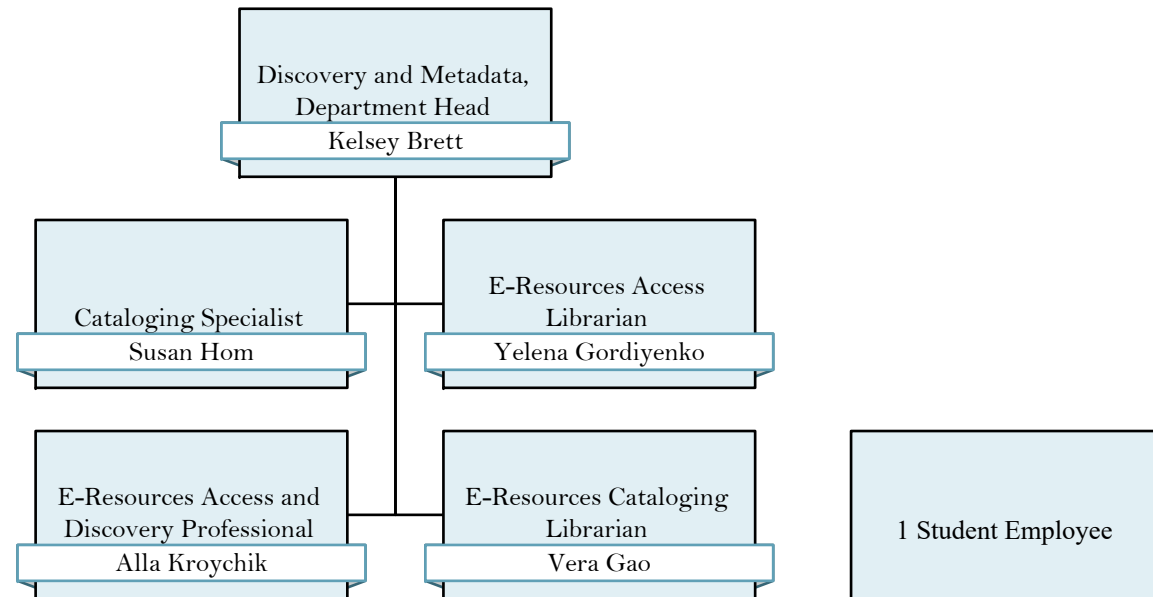 Discovery and Metadata,
Department Head
Kelsey Brett
Cataloging Specialist
Susan Hom
E-Resources Access
Librarian
Yelena Gordiyenko
E-Resources Access and
Discovery Professional
Alla Kroychik
E-Resources Cataloging
Librarian
Vera Gao
1 Student Employee